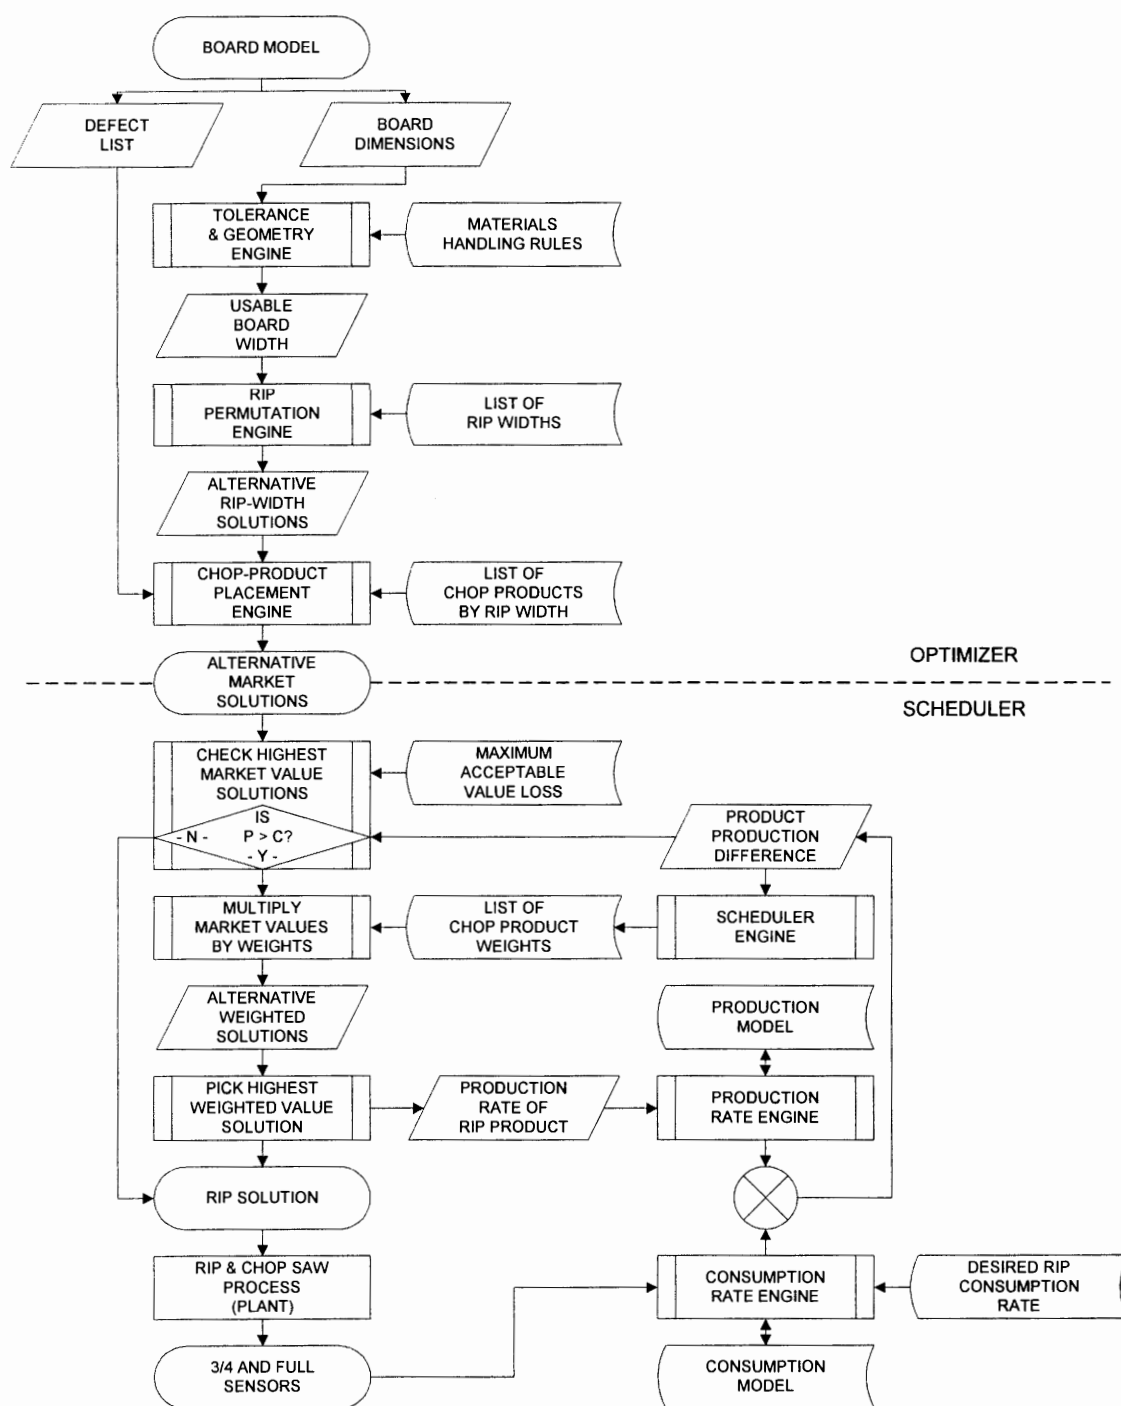 BOARD MODEL
DEFECT
LIST
BOARD
DIMENSIONS
TOLERANCE
& GEOMETRY
ENGINE
MATERIALS
HANDLING RULES
USABLE
BOARD
WIDTH
RIP
PERMUTATION
ENGINE
LIST OF
RIP WIDTHS
ALTERNATIVE
RIP-WIDTH
SOLUTIONS
CHOP-PRODUCT
PLACEMENT
ENGINE
LIST OF
CHOP PRODUCTS
BY RIP WIDTH
OPTIMIZER
ALTERNATIVE
MARKET
SOLUTIONS
SCHEDULER
CHECK HIGHEST
MARKET VALUE
SOLUTIONS
MAXIMUM
ACCEPTABLE
VALUE LOSS
IS
- N - P > C?
- Y -
PRODUCT
PRODUCTION
DIFFERENCE
MULTIPLY
MARKET VALUES
BY WEIGHTS
LIST OF
CHOP PRODUCT
WEIGHTS
SCHEDULER
ENGINE
ALTERNATIVE
WEIGHTED
SOLUTIONS
PRODUCTION
MODEL
PICK HIGHEST
WEIGHTED VALUE
SOLUTION
PRODUCTION
RATE OF
RIP PRODUCT
PRODUCTION
RATE ENGINE
RIP SOLUTION
RIP & CHOP SAW
PROCESS
(PLANT)
CONSUMPTION
RATE ENGINE
DESIRED RIP
CONSUMPTION
RATE
3/4 AND FULL
SENSORS
CONSUMPTION
MODEL